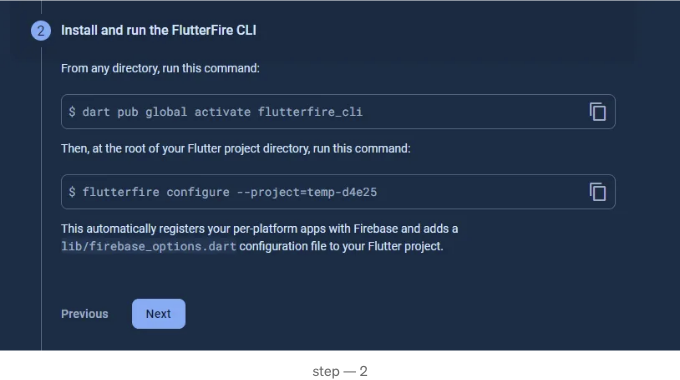 2 Install and run the FlutterFire CLI
From any directory, run this command:
$ dart pub global activate flutterfire_cli
Then, at the root of your Flutter project directory, run this command:
$ flutterfire configure --project=temp-d4e25
This automatically registers your per-platform apps with Firebase and adds a
lib/firebase_options.dart configuration file to your Flutter project.
Previous Next
step — 2